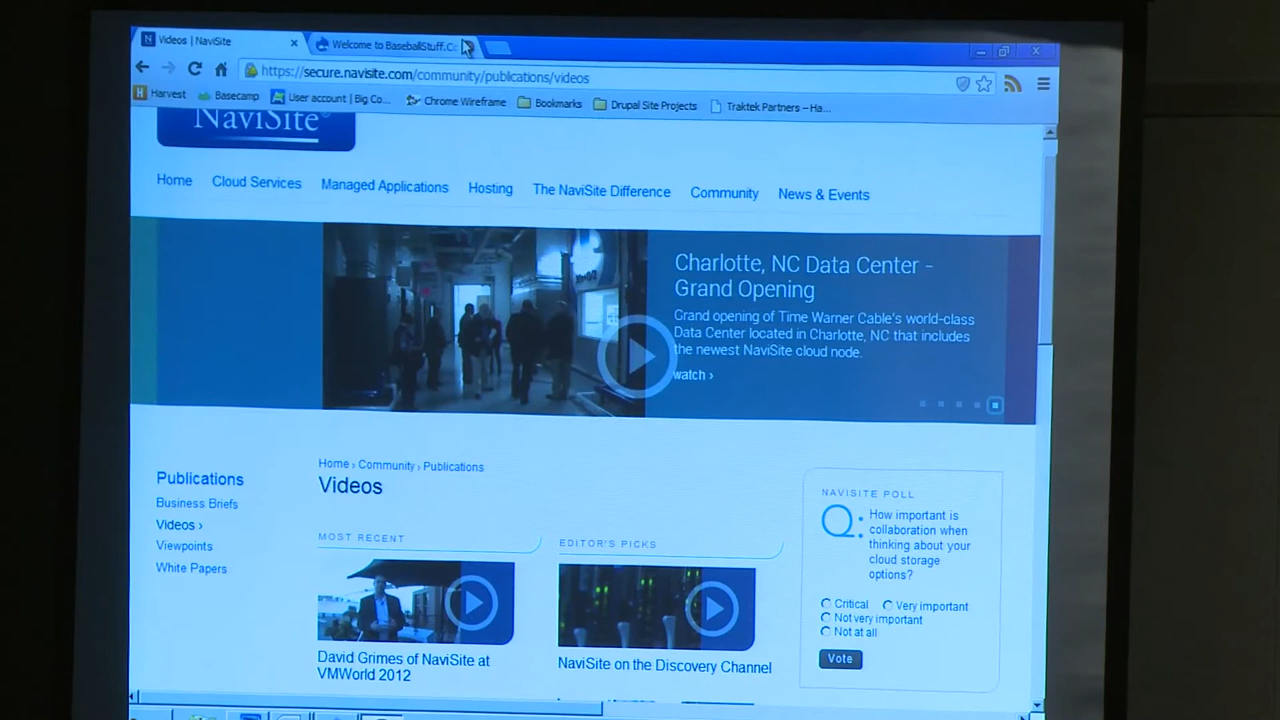 Videos | NaviSite
Welcome to BaseballStuff.C
https://secure.navisite.com/community/publications/videos
Harvest
Basecamp
User account | Big Co...
Chrome Wireframe
Bookmarks
Drupal Site Projects
Traktek Partners – Ha...
NaviSite
Home
Cloud Services
Managed Applications
Hosting
The NaviSite Difference
Community
News & Events
Charlotte, NC Data Center -
Grand Opening
Grand opening of Time Warner Cable's world-class
Data Center located in Charlotte, NC that includes
the newest NaviSite cloud node.
watch ›
Publications
Business Briefs
Videos ›
Viewpoints
White Papers
Home › Community › Publications
Videos
MOST RECENT
David Grimes of NaviSite at
VMWorld 2012
EDITOR'S PICKS
NaviSite on the Discovery Channel
NAVISITE POLL
Q:
How important is
collaboration when
thinking about your
cloud storage
options?
Critical
Very important
Not very important
Not at all
Vote